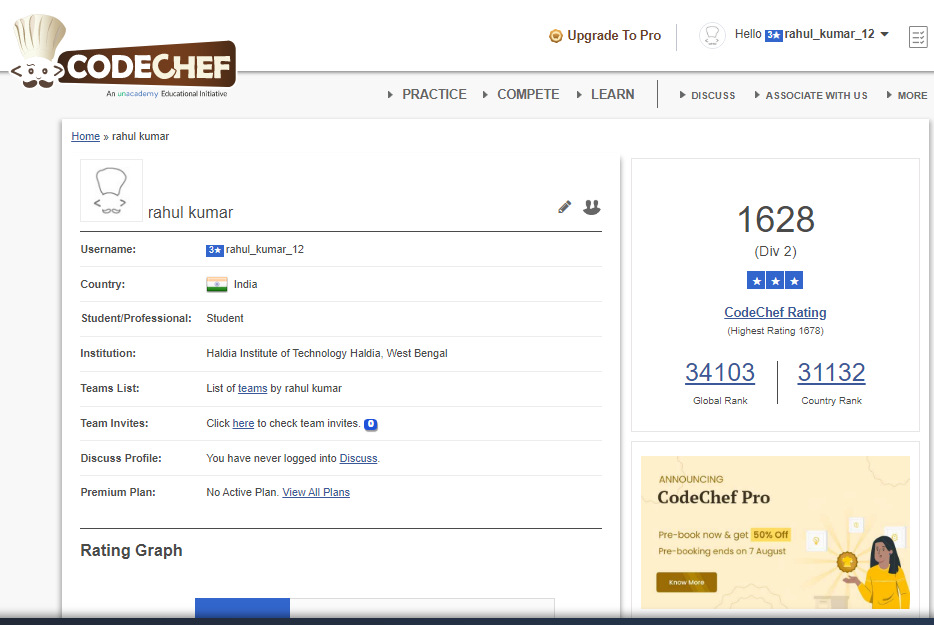 CODECHEF
An unacademy Educational Initiative
Upgrade To Pro
Hello 3★ rahul_kumar_12
PRACTICE COMPETE LEARN DISCUSS ASSOCIATE WITH US MORE
Home » rahul kumar
rahul kumar
Username: 3★ rahul_kumar_12
Country: India
Student/Professional: Student
Institution: Haldia Institute of Technology Haldia, West Bengal
Teams List: List of teams by rahul kumar
Team Invites: Click here to check team invites. 0
Discuss Profile: You have never logged into Discuss.
Premium Plan: No Active Plan. View All Plans
Rating Graph
1628
(Div 2)
★ ★ ★
CodeChef Rating
(Highest Rating 1678)
34103 31132
Global Rank Country Rank
ANNOUNCING
CodeChef Pro
Pre-book now & get 50% Off
Pre-booking ends on 7 August
Know More